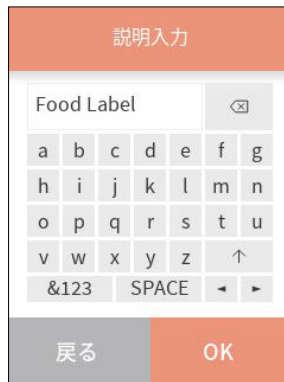 説明入力
Food Label
a b c d e f g
h i j k l m n
o p q r s t u
v w x y z ↑
&123 SPACE ◄ ►
戻る OK